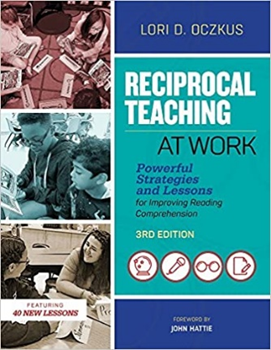 LORI D. OCZKUS
RECIPROCAL
TEACHING
AT WORK
Powerful
Strategies
and Lessons
for Improving Reading
Comprehension
3RD EDITION
FEATURING
40 NEW LESSONS
FOREWORD BY
JOHN HATTIE